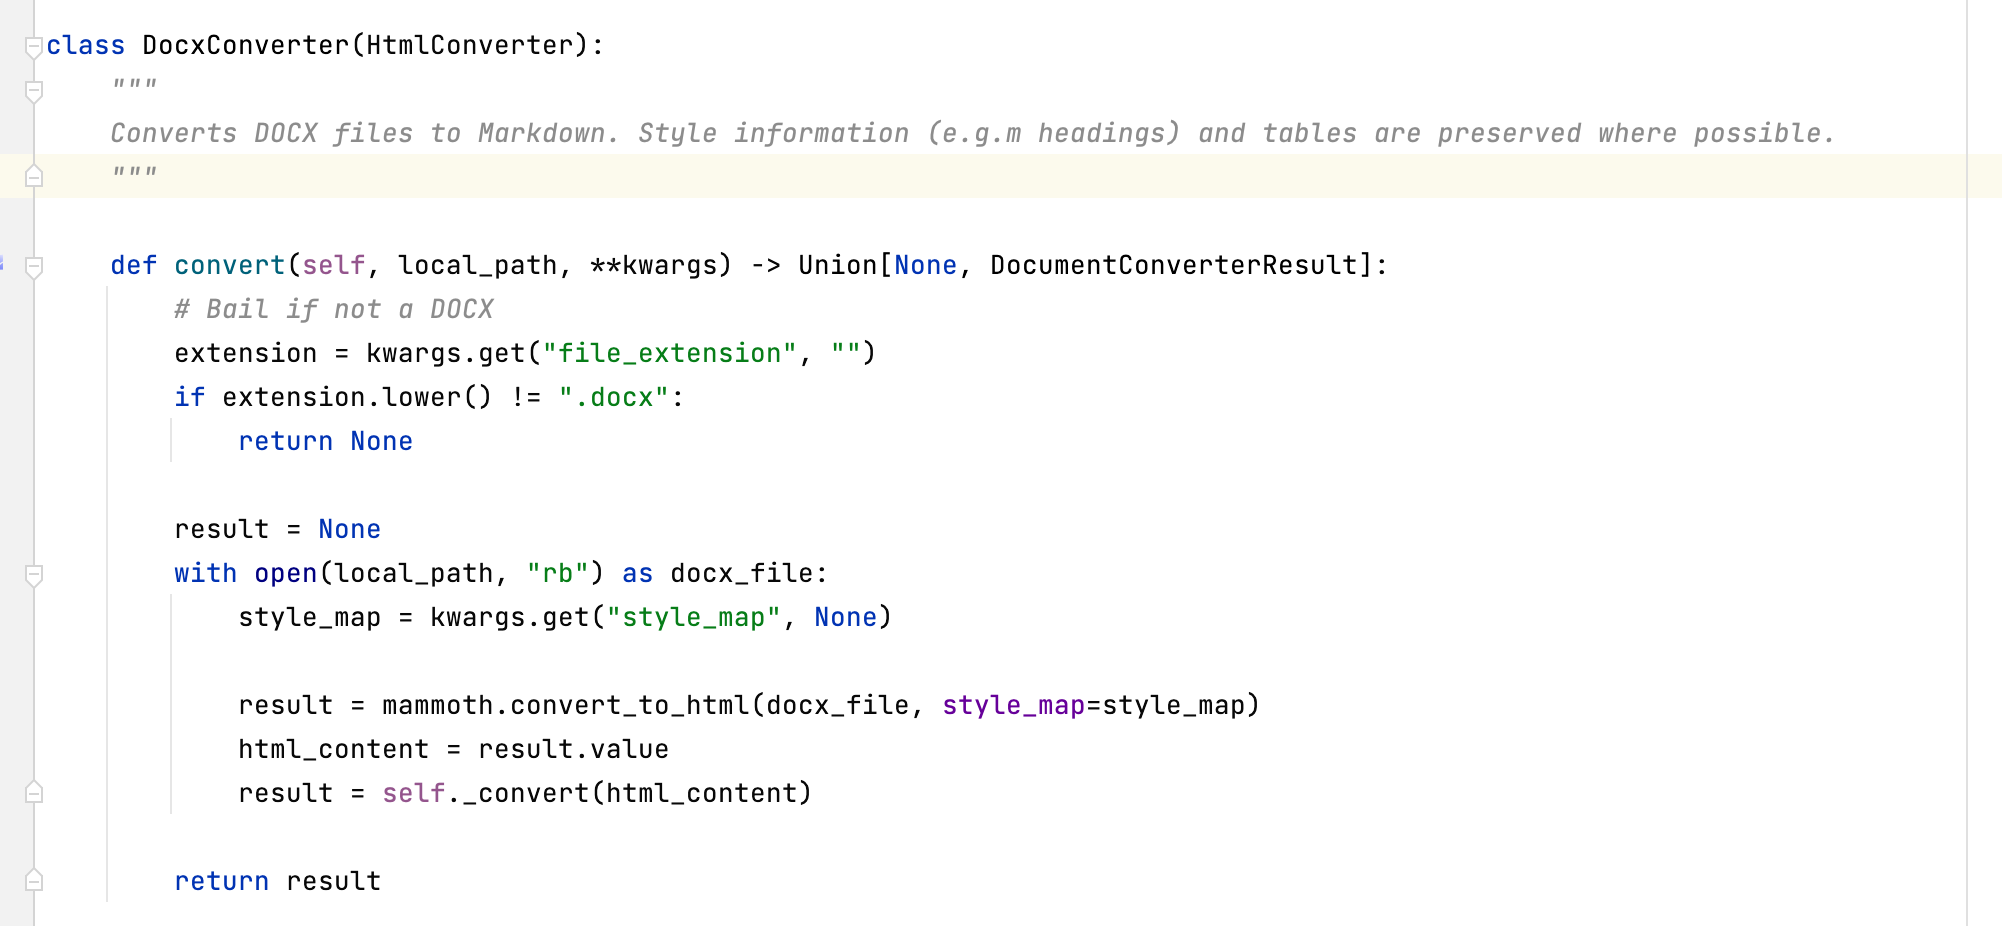 class DocxConverter(HtmlConverter):
    """
    Converts DOCX files to Markdown. Style information (e.g.m headings) and tables are preserved where possible.
    """
    def convert(self, local_path, **kwargs) -> Union[None, DocumentConverterResult]:
        # Bail if not a DOCX
        extension = kwargs.get("file_extension", "")
        if extension.lower() != ".docx":
            return None
        result = None
        with open(local_path, "rb") as docx_file:
            style_map = kwargs.get("style_map", None)
            result = mammoth.convert_to_html(docx_file, style_map=style_map)
            html_content = result.value
            result = self._convert(html_content)
        return result